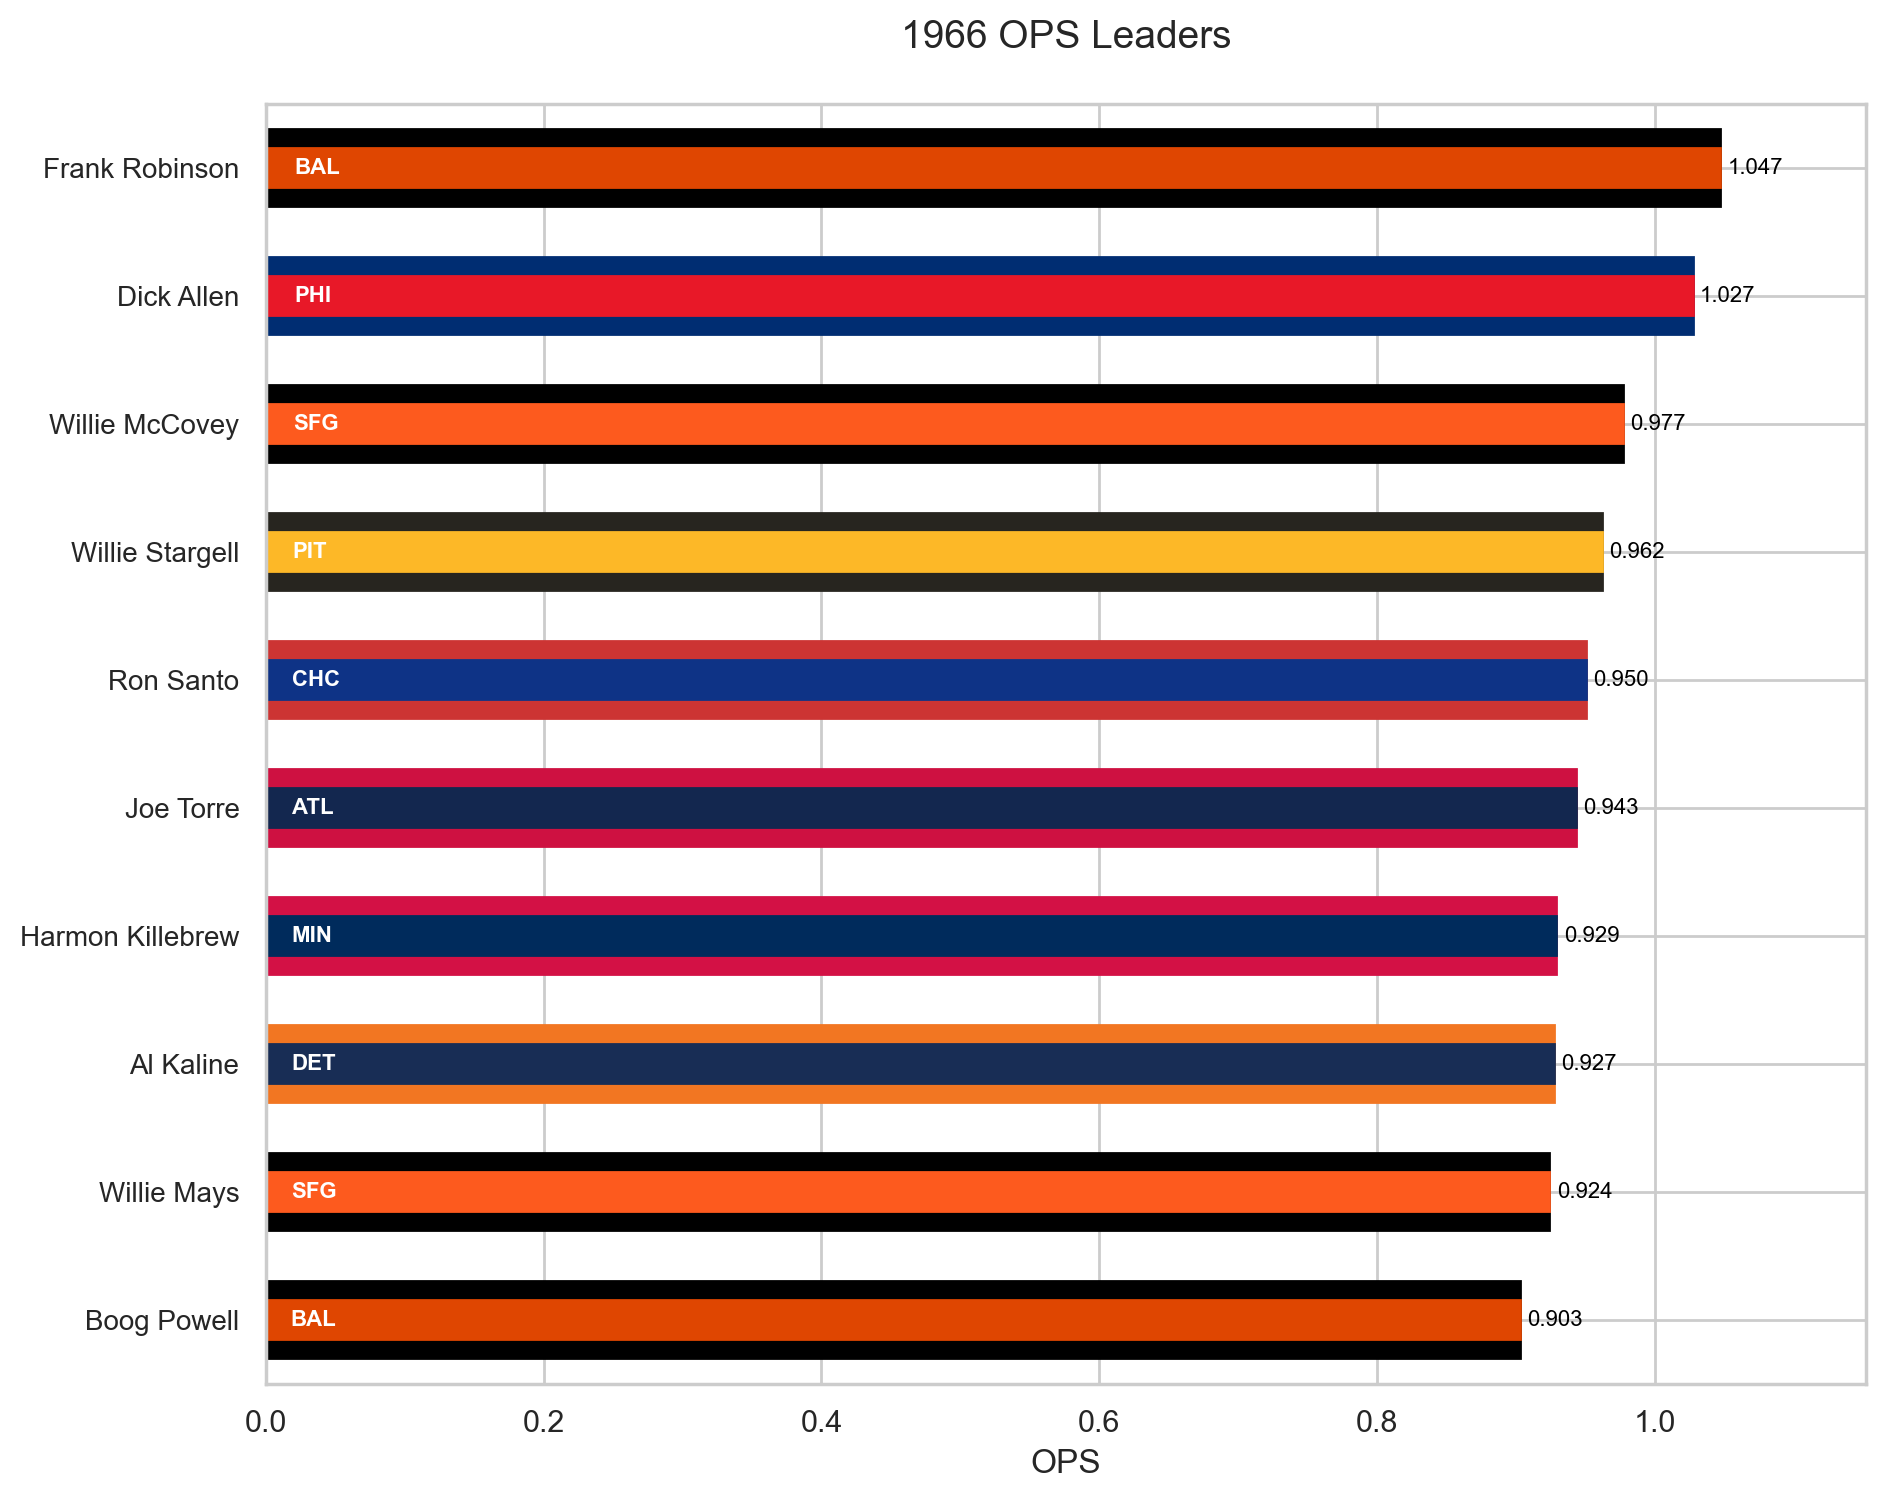 1966 OPS Leaders
Frank Robinson BAL 1.047
Dick Allen PHI 1.027
Willie McCovey SFG 0.977
Willie Stargell PIT 0.962
Ron Santo CHC 0.950
Joe Torre ATL 0.943
Harmon Killebrew MIN 0.929
Al Kaline DET 0.927
Willie Mays SFG 0.924
Boog Powell BAL 0.903
0.0 0.2 0.4 0.6 0.8 1.0
OPS